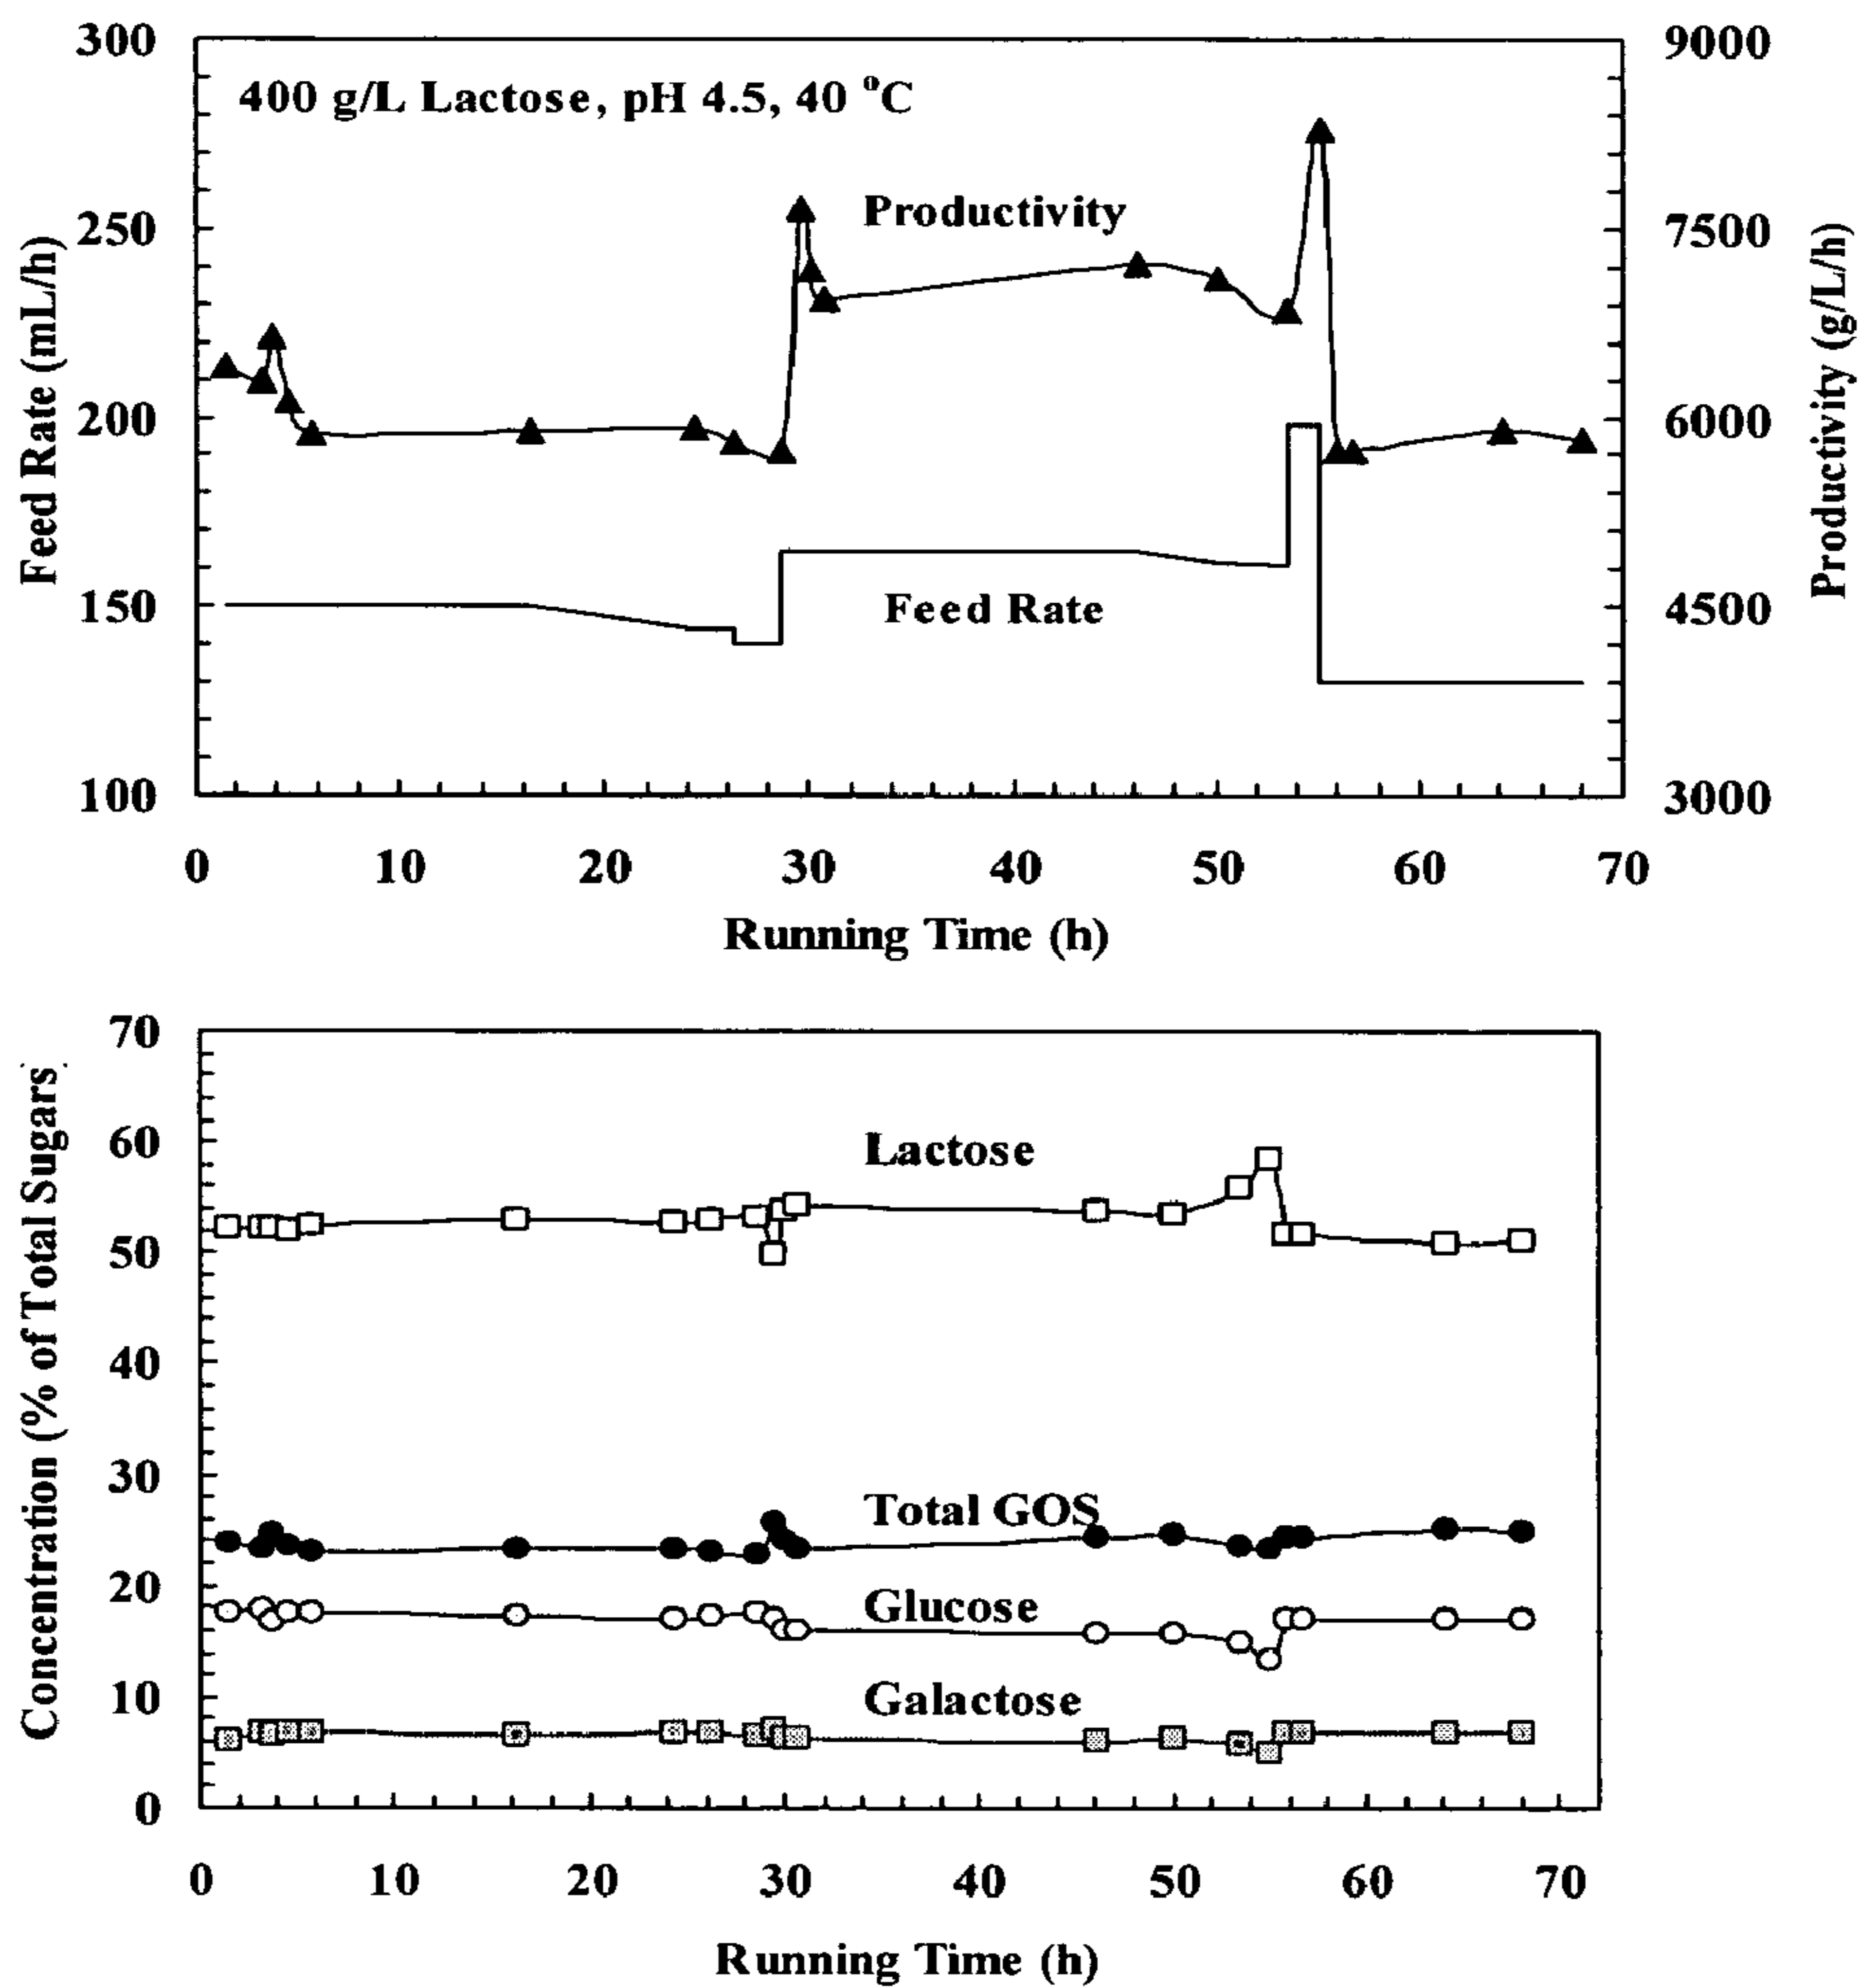 300
9000
400 g/L Lactose, pH 4.5, 40 °C
Productivity
250
7500
Feed Rate (mL/h)
Productivity (g/L/h)
200
6000
150
4500
Feed Rate
100
3000
0 10 20 30 40 50 60 70
Running Time (h)
70
Concentration (% of Total Sugars)
60
Lactose
50
40
30
Total GOS
20
Glucose
10
Galactose
0
0 10 20 30 40 50 60 70
Running Time (h)